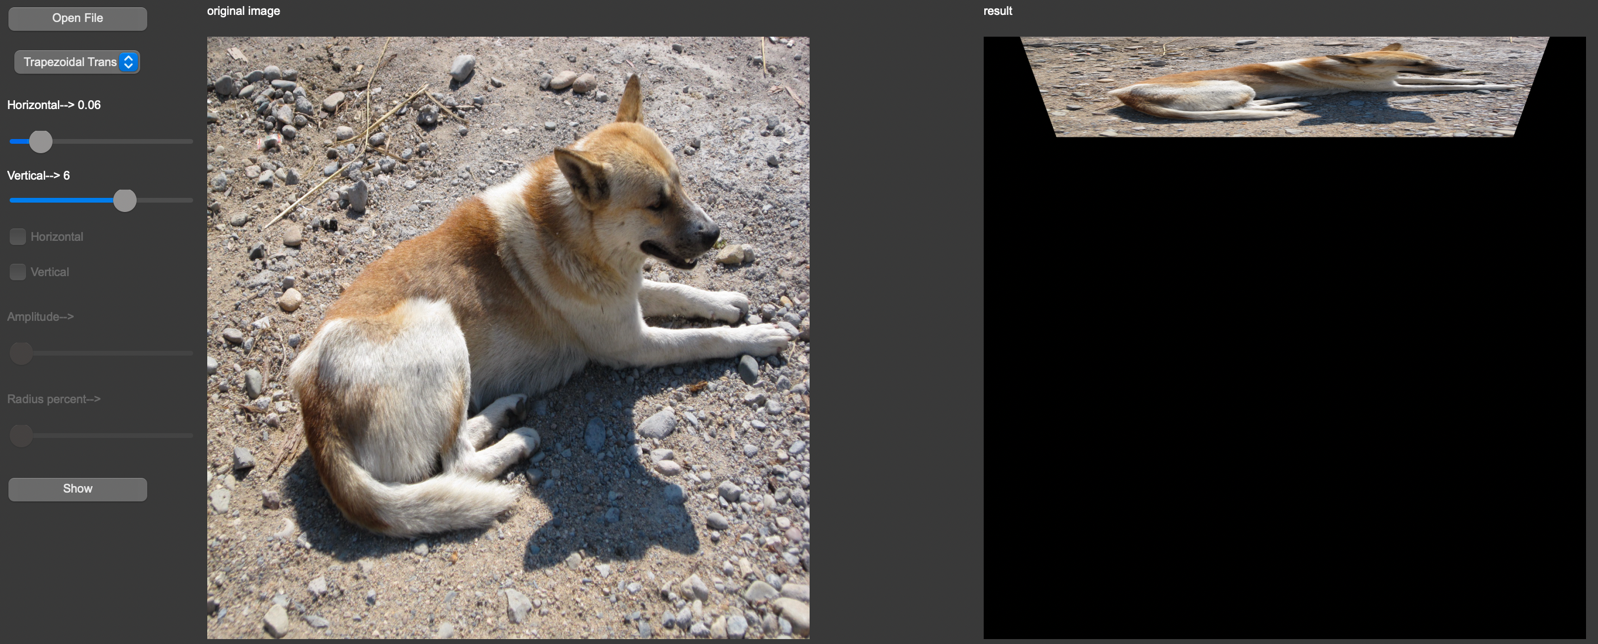 Open File
Trapezoidal Trans
Horizontal--> 0.06
Vertical--> 6
Horizontal
Vertical
Amplitude-->
Radius percent-->
Show
original image
result